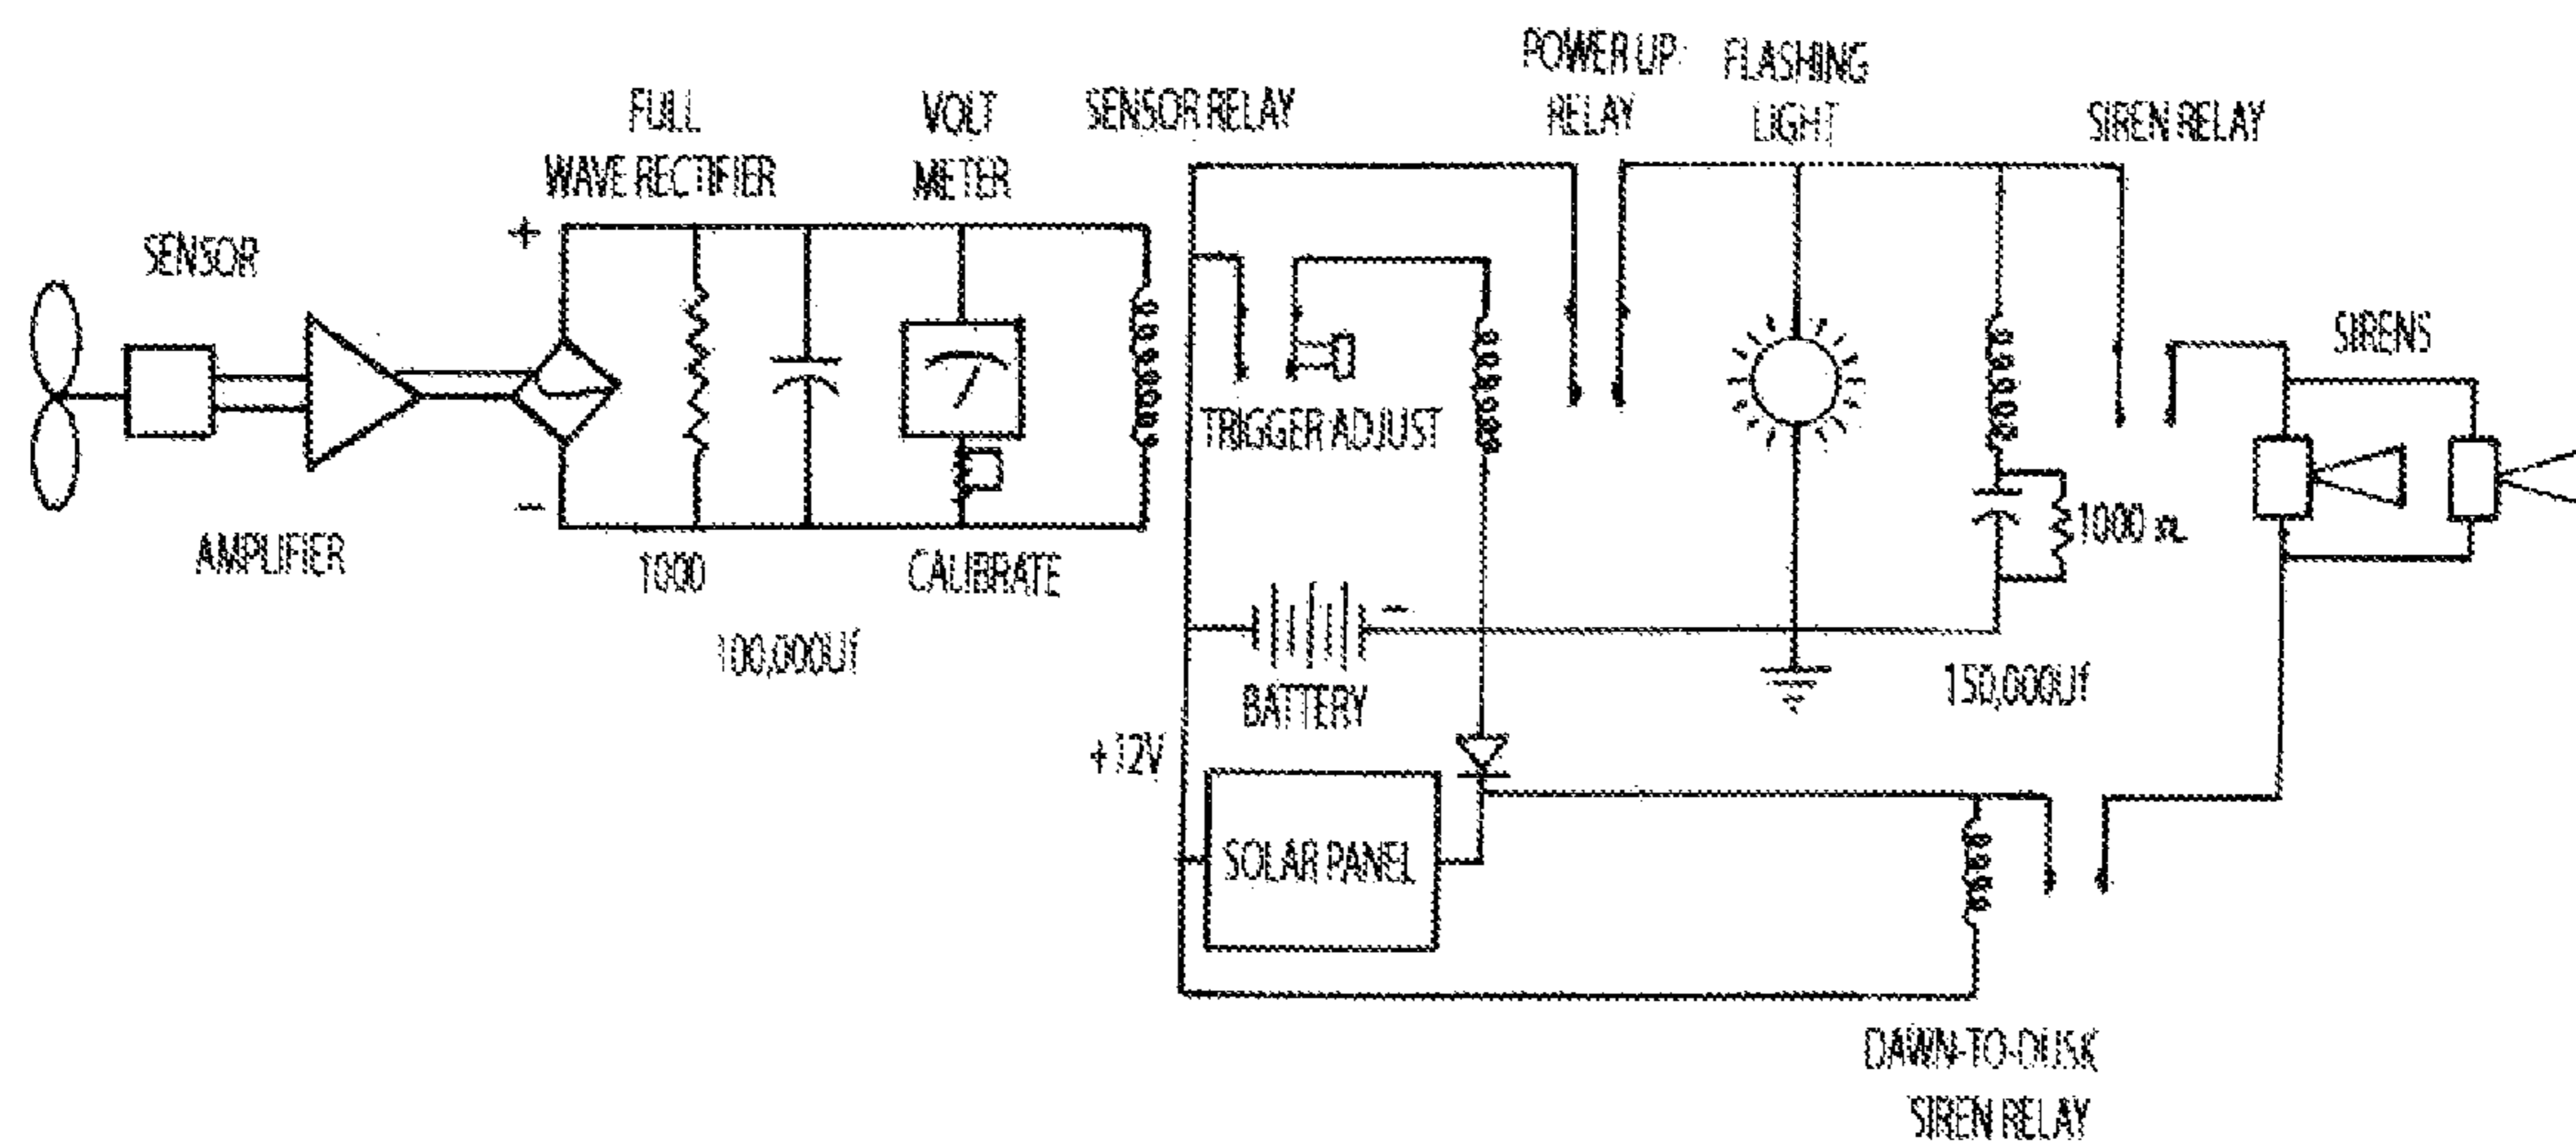 SENSOR
AMPLIFIER
FULL
WAVE RECTIFIER
+
−
1000
100,000Uf
VOLT
METER
CALIBRATE
SENSOR RELAY
TRIGGER ADJUST
POWER UP
RELAY
FLASHING
LIGHT
SIREN RELAY
SIRENS
1000 Ω
−
BATTERY
150,000Uf
+12V
SOLAR PANEL
DAWN-TO-DUSK
SIREN RELAY